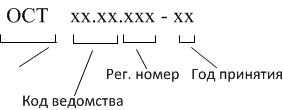 ОСТ xx.xx.xxx - xx
Рег. номер Год принятия
Код ведомства